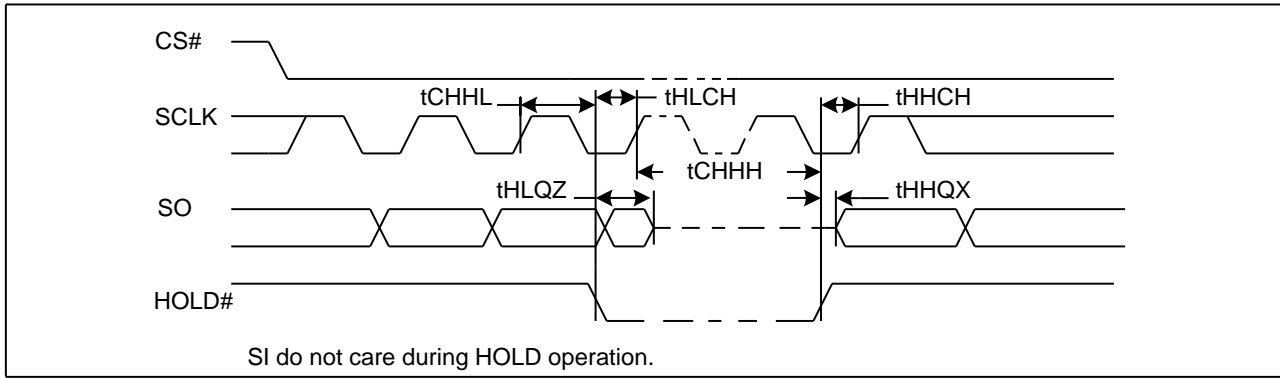 CS#
tCHHL
tHLCH
tHHCH
SCLK
tCHHH
tHLQZ
tHHQX
SO
HOLD#
SI do not care during HOLD operation.